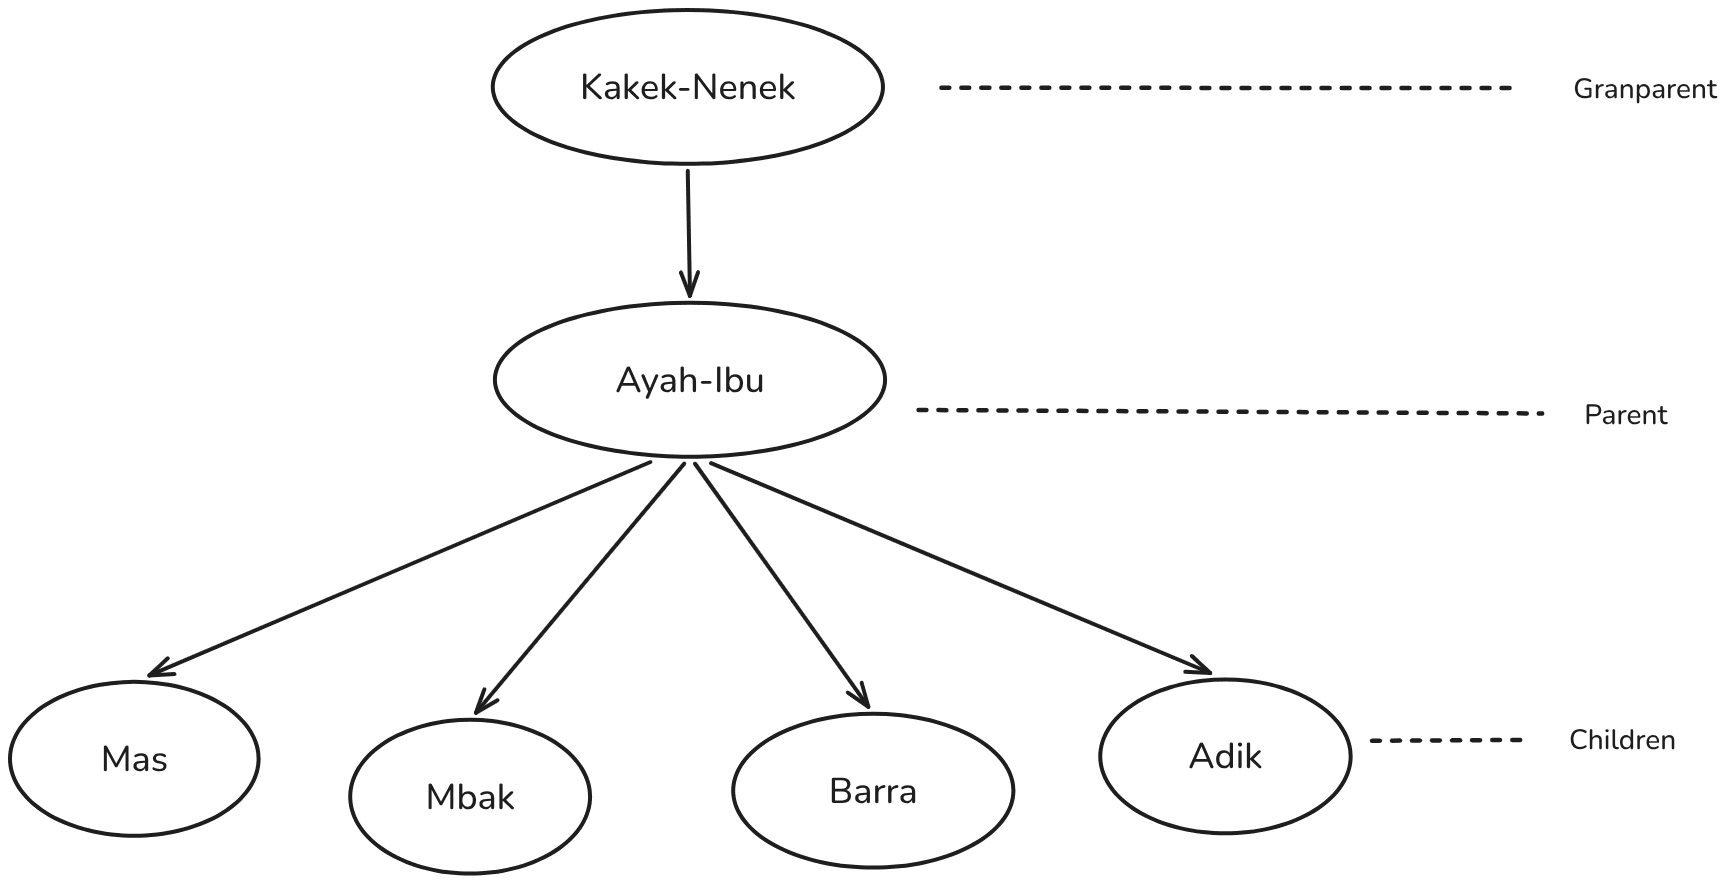 Kakek-Nenek
Granparent
Ayah-Ibu
Parent
Mas
Mbak
Barra
Adik
Children